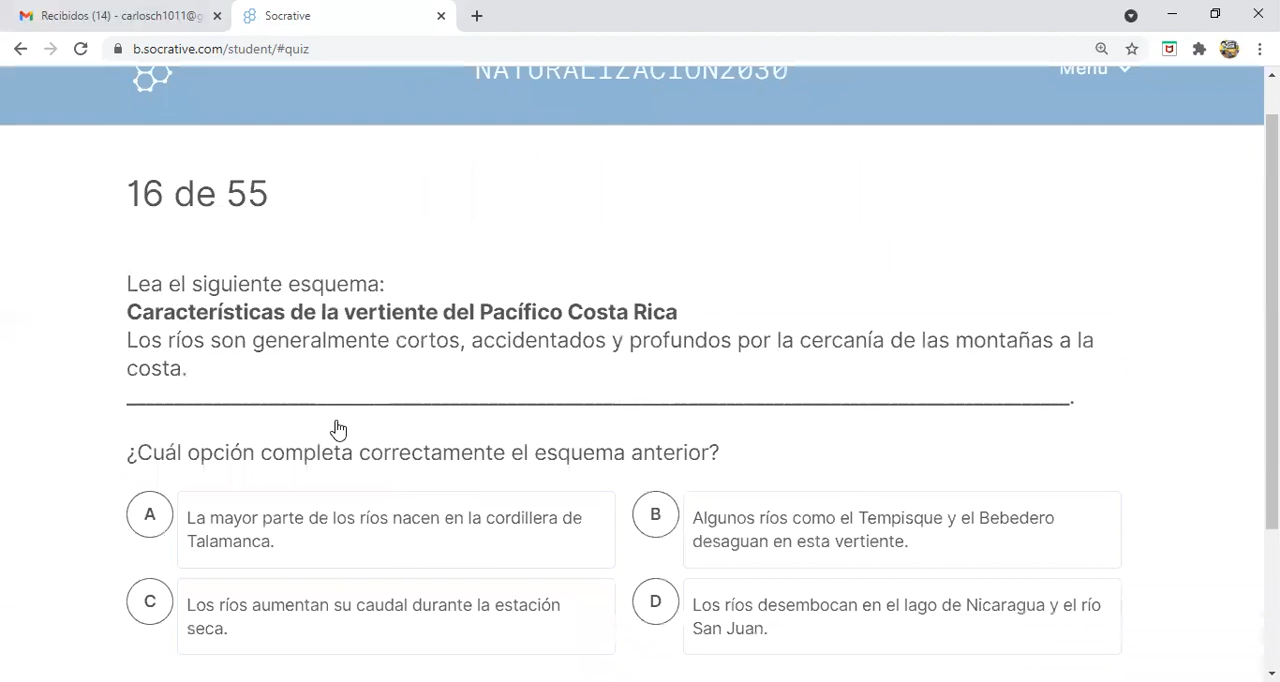 Recibidos (14) - carlosch1011@g
Socrative
b.socrative.com/student/#quiz
NATURALIZACION2030
Menú
16 de 55
Lea el siguiente esquema:
Características de la vertiente del Pacífico Costa Rica
Los ríos son generalmente cortos, accidentados y profundos por la cercanía de las montañas a la
costa.
¿Cuál opción completa correctamente el esquema anterior?
A
La mayor parte de los ríos nacen en la cordillera de
Talamanca.
B
Algunos ríos como el Tempisque y el Bebedero
desaguan en esta vertiente.
C
Los ríos aumentan su caudal durante la estación
seca.
D
Los ríos desembocan en el lago de Nicaragua y el río
San Juan.